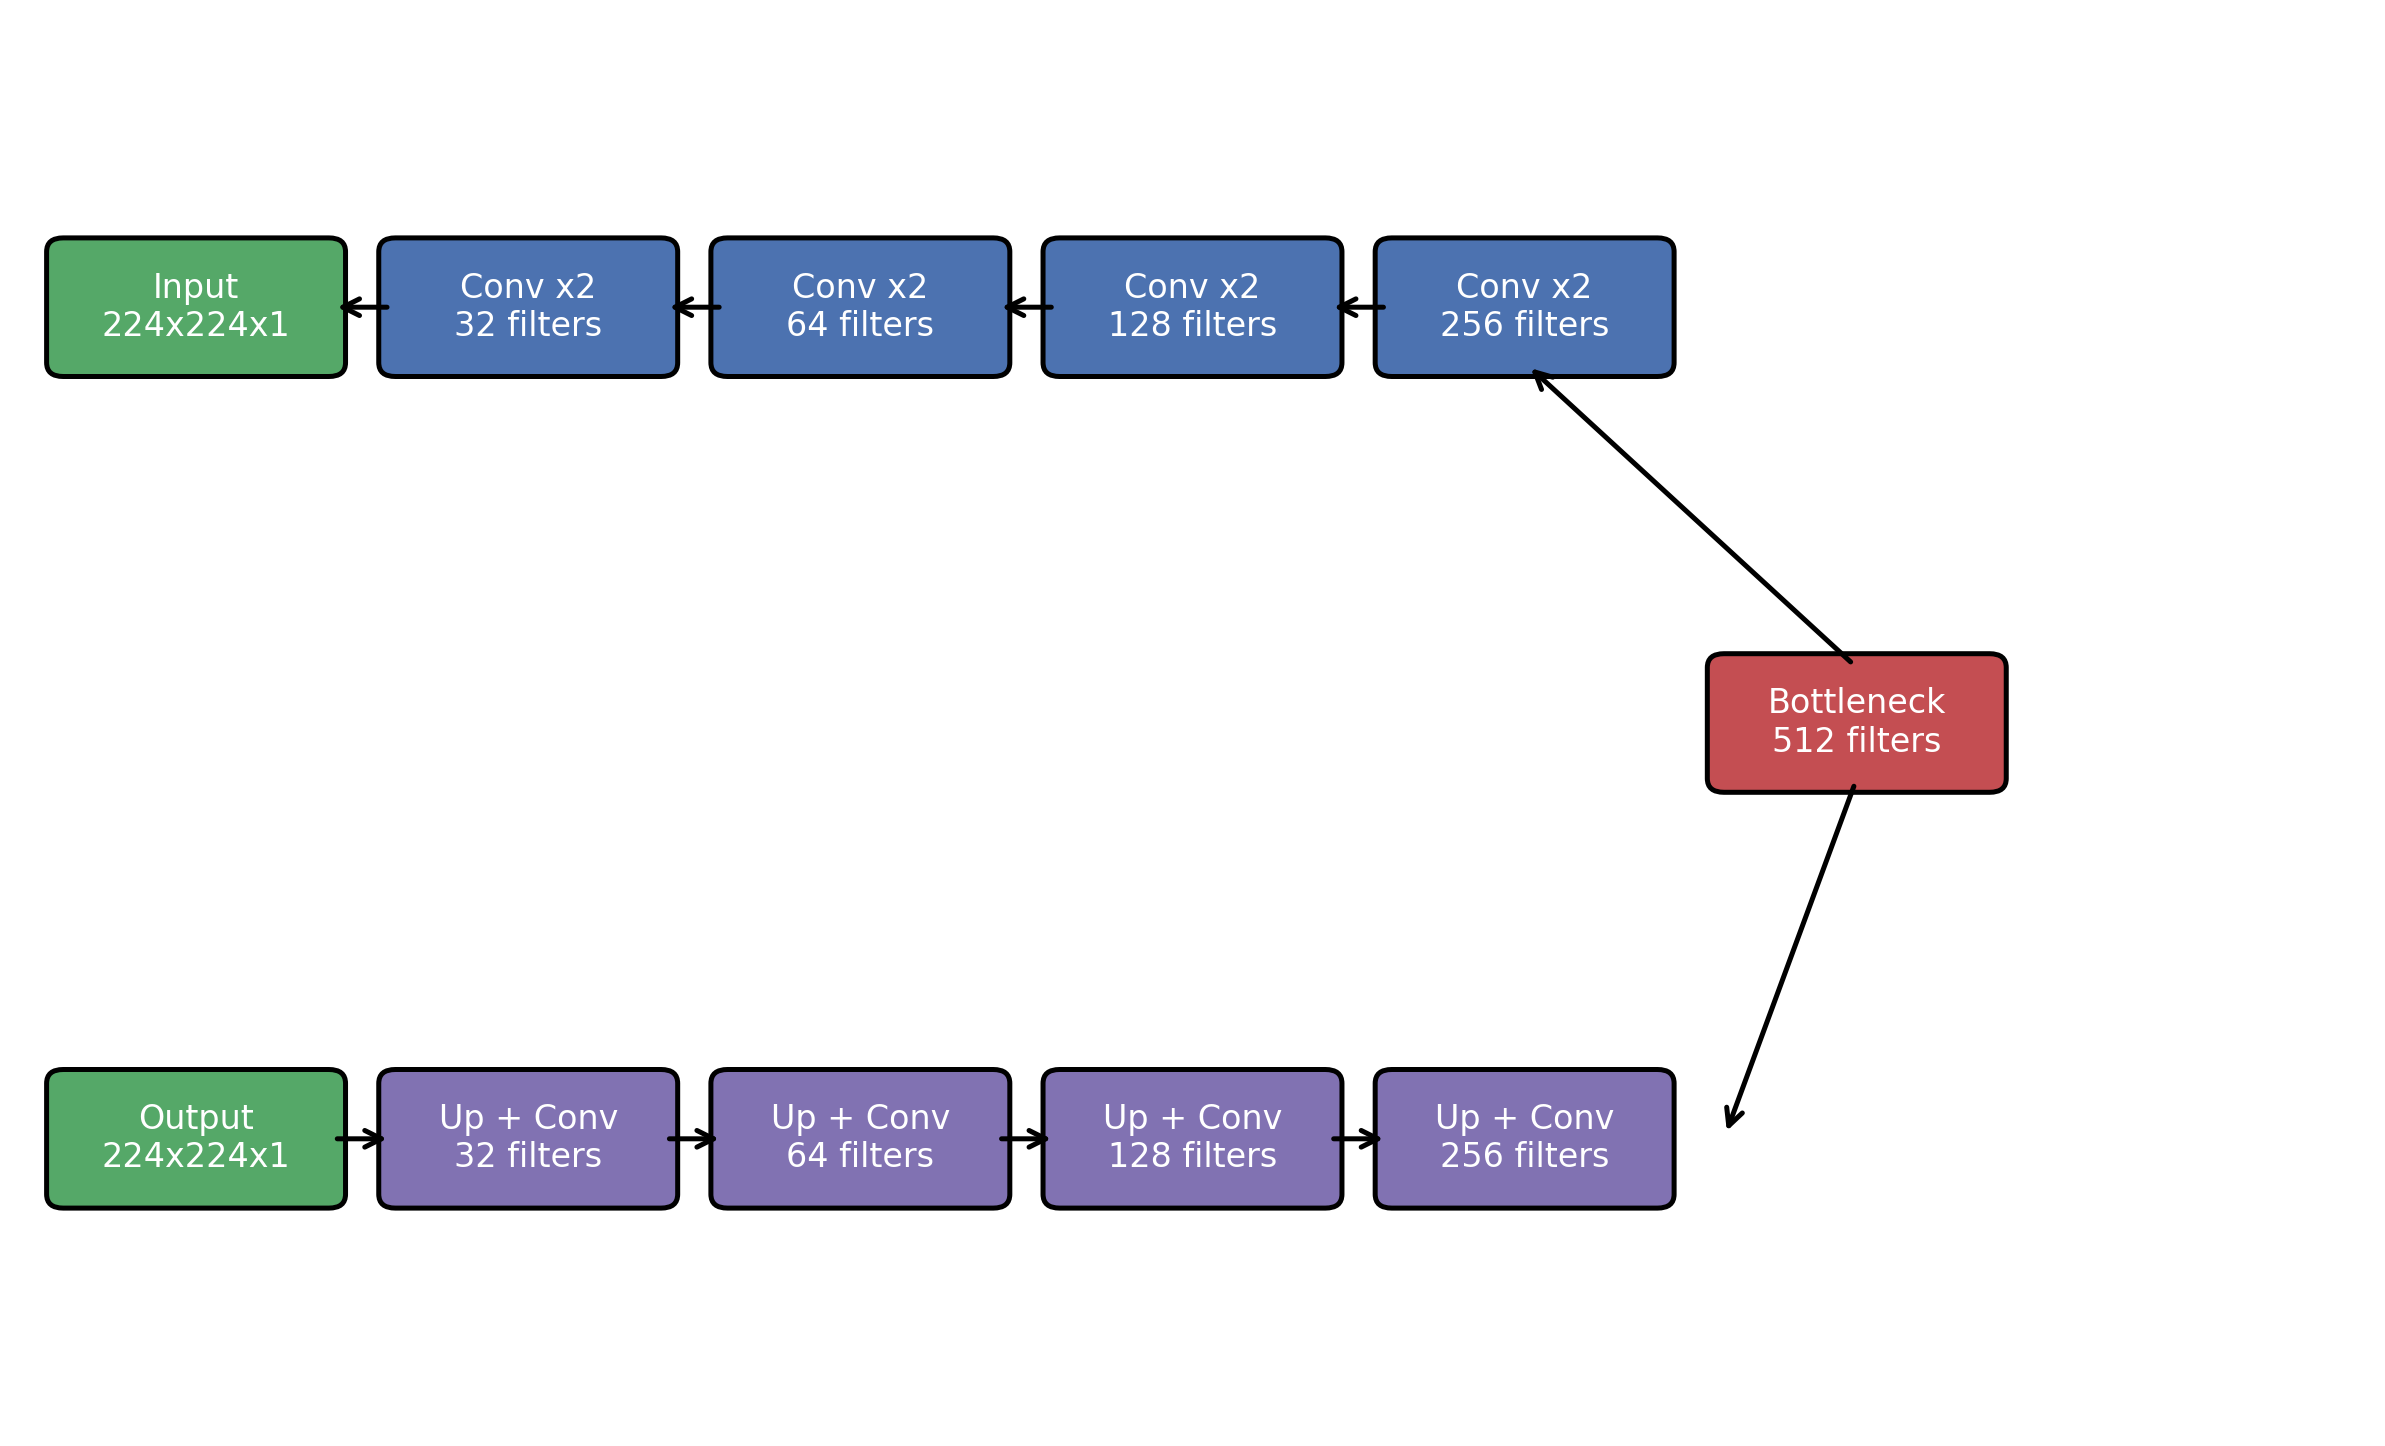 Input
224x224x1
Conv x2
32 filters
Conv x2
64 filters
Conv x2
128 filters
Conv x2
256 filters
Bottleneck
512 filters
Output
224x224x1
Up + Conv
32 filters
Up + Conv
64 filters
Up + Conv
128 filters
Up + Conv
256 filters